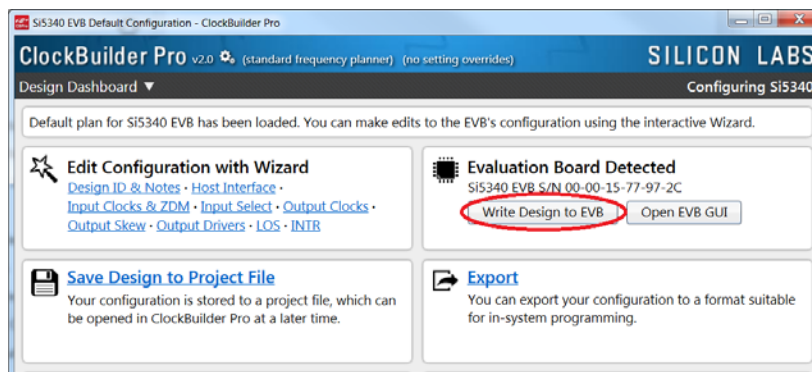 Si5340 EVB Default Configuration - ClockBuilder Pro
ClockBuilder Pro v2.0 (standard frequency planner) (no setting overrides)
SILICON LABS
Design Dashboard ▼
Configuring Si5340
Default plan for Si5340 EVB has been loaded. You can make edits to the EVB's configuration using the interactive Wizard.
Edit Configuration with Wizard
Design ID & Notes · Host Interface ·
Input Clocks & ZDM · Input Select · Output Clocks ·
Output Skew · Output Drivers · LOS · INTR
Evaluation Board Detected
Si5340 EVB S/N 00-00-15-77-97-2C
Write Design to EVB
Open EVB GUI
Save Design to Project File
Your configuration is stored to a project file, which can
be opened in ClockBuilder Pro at a later time.
Export
You can export your configuration to a format suitable
for in-system programming.